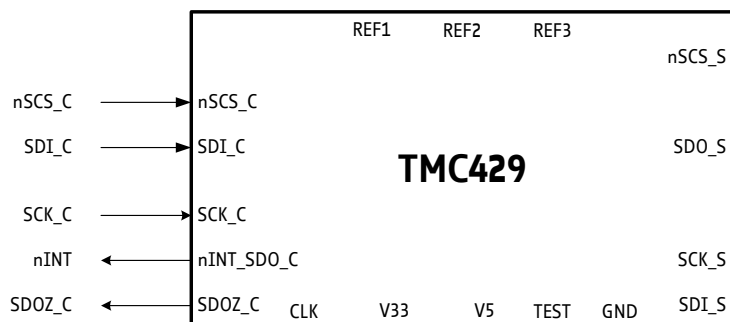 REF1 REF2 REF3
nSCS_S
nSCS_C nSCS_C
SDI_C SDI_C SDO_S
TMC429
SCK_C SCK_C
nINT nINT_SDO_C SCK_S
SDOZ_C SDOZ_C CLK V33 V5 TEST GND SDI_S